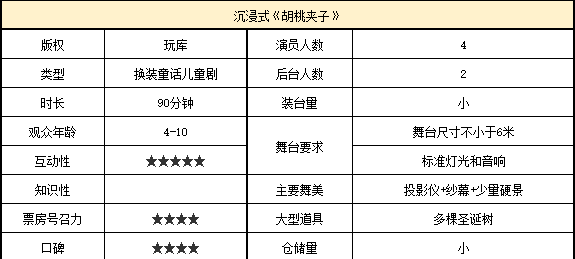 沉浸式《胡桃夹子》
版权 玩库 演员人数 4
类型 换装童话儿童剧 后台人数 2
时长 90分钟 装台量 小
观众年龄 4-10 舞台要求 舞台尺寸不小于6米
互动性 ★★★★★ 标准灯光和音响
知识性 主要舞美 投影仪+纱幕+少量硬景
票房号召力 ★★★★ 大型道具 多棵圣诞树
口碑 ★★★★ 仓储量 小